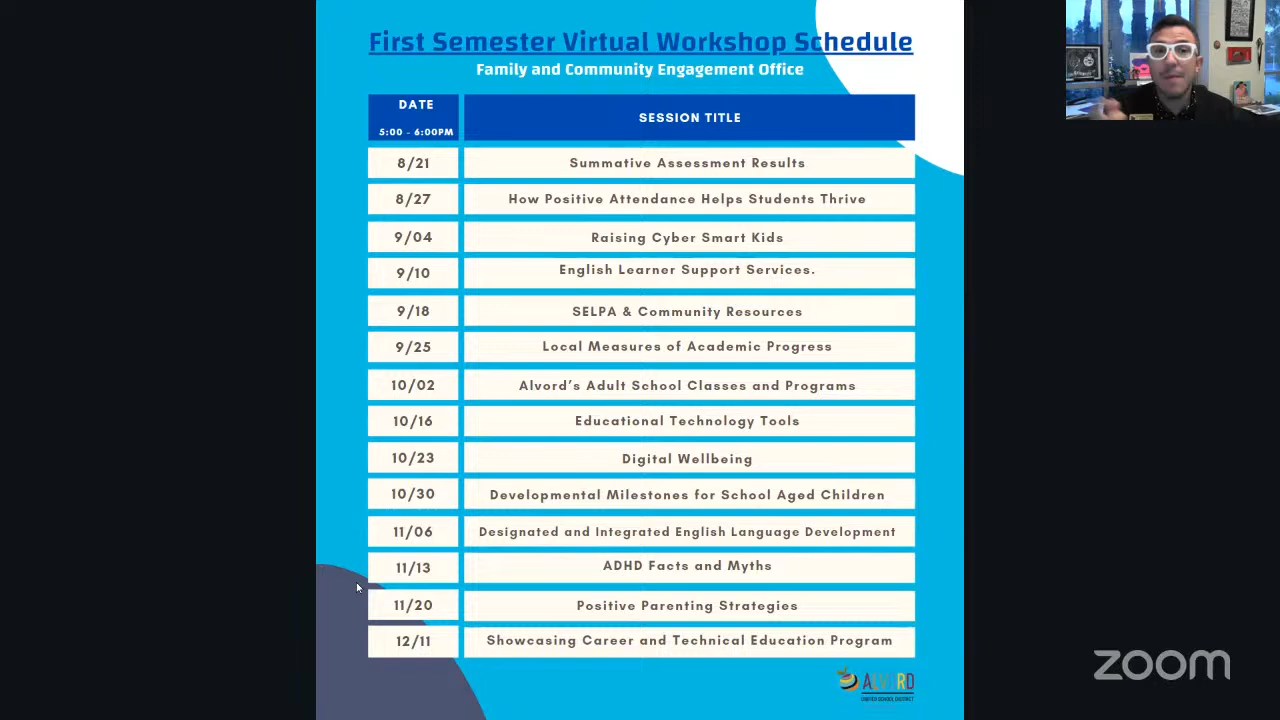 First Semester Virtual Workshop Schedule
Family and Community Engagement Office
DATE
5:00 - 6:00PM
SESSION TITLE
8/21 Summative Assessment Results
8/27 How Positive Attendance Helps Students Thrive
9/04 Raising Cyber Smart Kids
9/10 English Learner Support Services.
9/18 SELPA & Community Resources
9/25 Local Measures of Academic Progress
10/02 Alvord’s Adult School Classes and Programs
10/16 Educational Technology Tools
10/23 Digital Wellbeing
10/30 Developmental Milestones for School Aged Children
11/06 Designated and Integrated English Language Development
11/13 ADHD Facts and Myths
11/20 Positive Parenting Strategies
12/11 Showcasing Career and Technical Education Program
ALVORD
UNIFIED SCHOOL DISTRICT
zoom